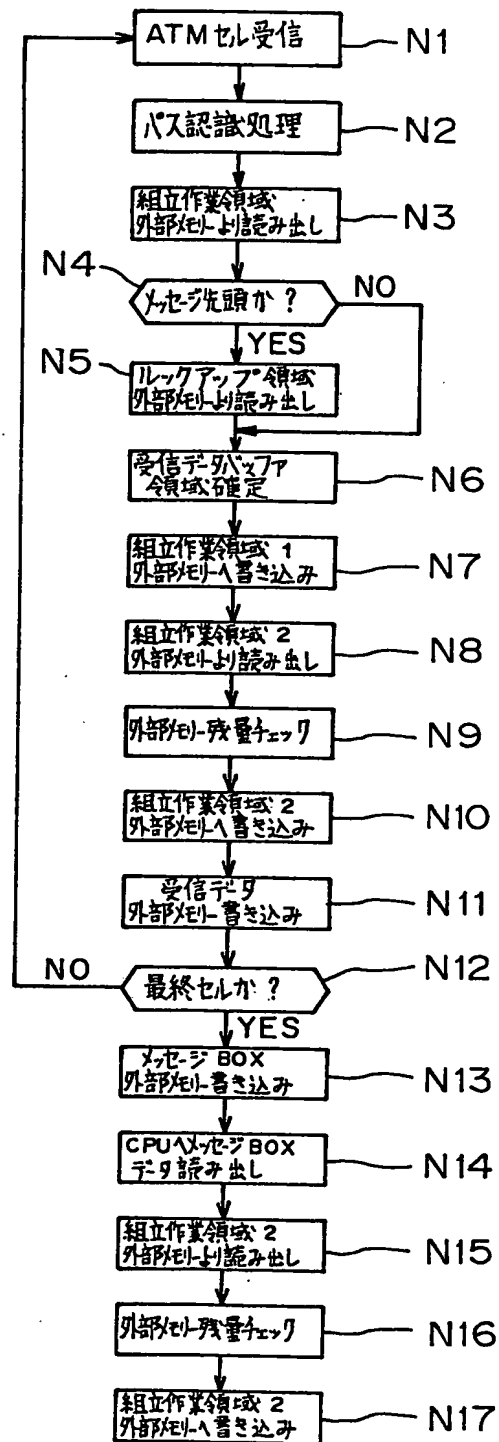 ATMセル受信
N1
パス認識処理
N2
組立作業領域
外部メモリーより読み出し
N3
N4
メッセージ先頭か?
NO
YES
N5
ルックアップ領域
外部メモリーより読み出し
受信データバッファ
領域確定
N6
組立作業領域1
外部メモリーへ書き込み
N7
組立作業領域2
外部メモリーより読み出し
N8
外部メモリー残量チェック
N9
組立作業領域2
外部メモリーへ書き込み
N10
受信データ
外部メモリー書き込み
N11
NO
最終セルか?
N12
YES
メッセージBOX
外部メモリー書き込み
N13
CPUへメッセージBOX
データ読み出し
N14
組立作業領域2
外部メモリーより読み出し
N15
外部メモリー残量チェック
N16
組立作業領域2
外部メモリーへ書き込み
N17